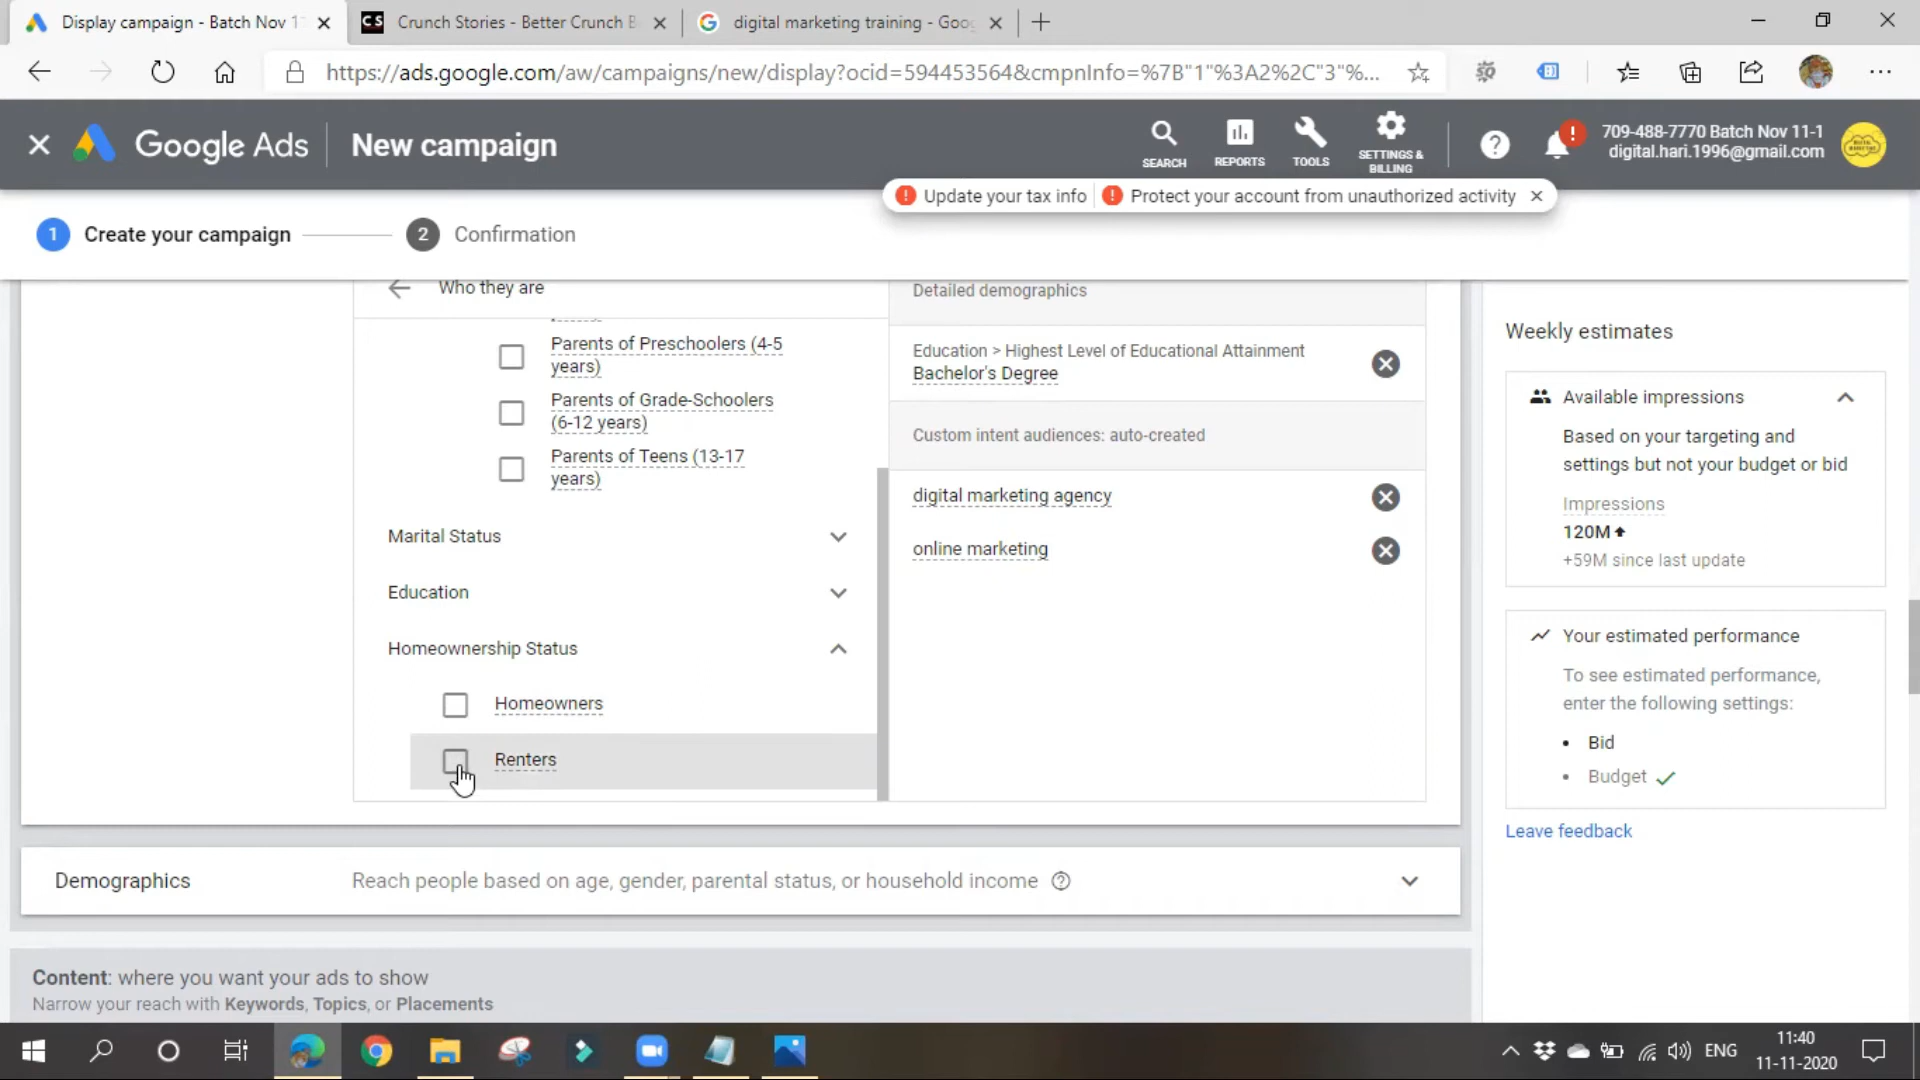 Display campaign - Batch Nov 1
Crunch Stories - Better Crunch B
digital marketing training - Goog
https://ads.google.com/aw/campaigns/new/display?ocid=594453564&cmpnInfo=%7B"1"%3A2%2C"3"%...
Google Ads
New campaign
SEARCH
REPORTS
TOOLS
SETTINGS &
BILLING
709-488-7770 Batch Nov 11-1
digital.hari.1996@gmail.com
Update your tax info
Protect your account from unauthorized activity
1 Create your campaign
2 Confirmation
Who they are
Parents of Preschoolers (4-5
years)
Parents of Grade-Schoolers
(6-12 years)
Parents of Teens (13-17
years)
Marital Status
Education
Homeownership Status
Homeowners
Renters
Detailed demographics
Education > Highest Level of Educational Attainment
Bachelor's Degree
Custom intent audiences: auto-created
digital marketing agency
online marketing
Weekly estimates
Available impressions
Based on your targeting and
settings but not your budget or bid
Impressions
120M
+59M since last update
Your estimated performance
To see estimated performance,
enter the following settings:
• Bid
• Budget
Leave feedback
Demographics
Reach people based on age, gender, parental status, or household income
Content: where you want your ads to show
Narrow your reach with Keywords, Topics, or Placements
ENG
11:40
11-11-2020